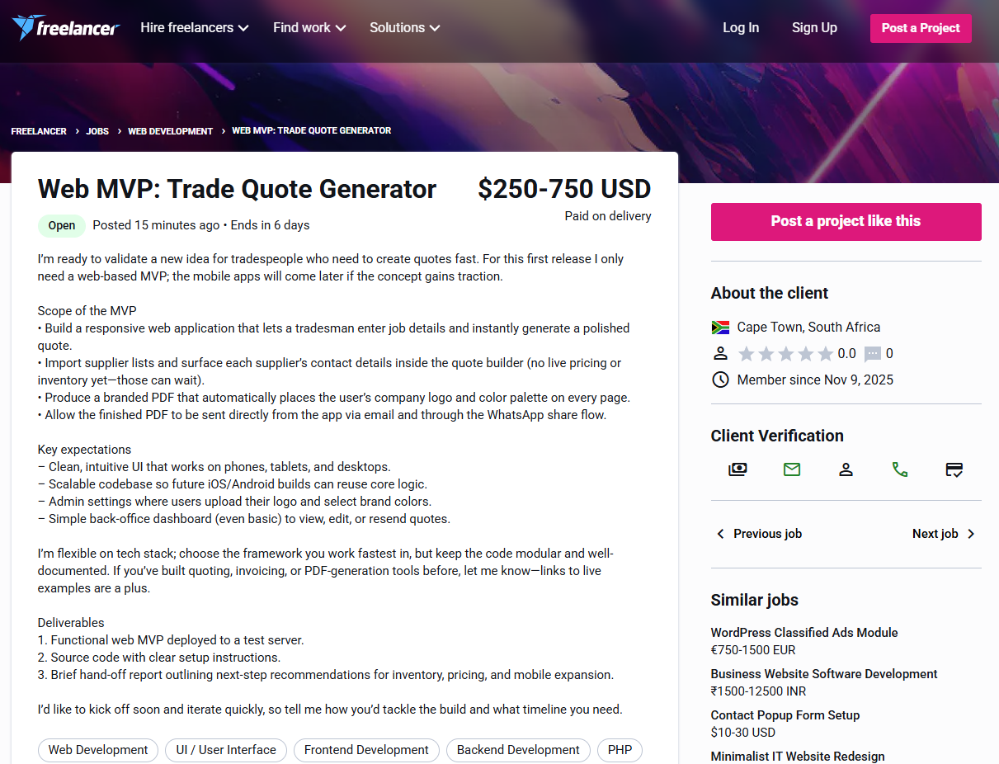 freelancer
Hire freelancers
Find work
Solutions
Log In
Sign Up
Post a Project
FREELANCER > JOBS > WEB DEVELOPMENT > WEB MVP: TRADE QUOTE GENERATOR
Web MVP: Trade Quote Generator
$250-750 USD
Open
Posted 15 minutes ago • Ends in 6 days
Paid on delivery
I’m ready to validate a new idea for tradespeople who need to create quotes fast. For this first release I only
need a web-based MVP; the mobile apps will come later if the concept gains traction.
Scope of the MVP
• Build a responsive web application that lets a tradesman enter job details and instantly generate a polished
quote.
• Import supplier lists and surface each supplier’s contact details inside the quote builder (no live pricing or
inventory yet—those can wait).
• Produce a branded PDF that automatically places the user’s company logo and color palette on every page.
• Allow the finished PDF to be sent directly from the app via email and through the WhatsApp share flow.
Key expectations
– Clean, intuitive UI that works on phones, tablets, and desktops.
– Scalable codebase so future iOS/Android builds can reuse core logic.
– Admin settings where users upload their logo and select brand colors.
– Simple back-office dashboard (even basic) to view, edit, or resend quotes.
I’m flexible on tech stack; choose the framework you work fastest in, but keep the code modular and well-
documented. If you’ve built quoting, invoicing, or PDF-generation tools before, let me know—links to live
examples are a plus.
Deliverables
1. Functional web MVP deployed to a test server.
2. Source code with clear setup instructions.
3. Brief hand-off report outlining next-step recommendations for inventory, pricing, and mobile expansion.
I’d like to kick off soon and iterate quickly, so tell me how you’d tackle the build and what timeline you need.
Web Development
UI / User Interface
Frontend Development
Backend Development
PHP
Post a project like this
About the client
Cape Town, South Africa
0.0
0
Member since Nov 9, 2025
Client Verification
Previous job
Next job
Similar jobs
WordPress Classified Ads Module
€750-1500 EUR
Business Website Software Development
₹1500-12500 INR
Contact Popup Form Setup
$10-30 USD
Minimalist IT Website Redesign